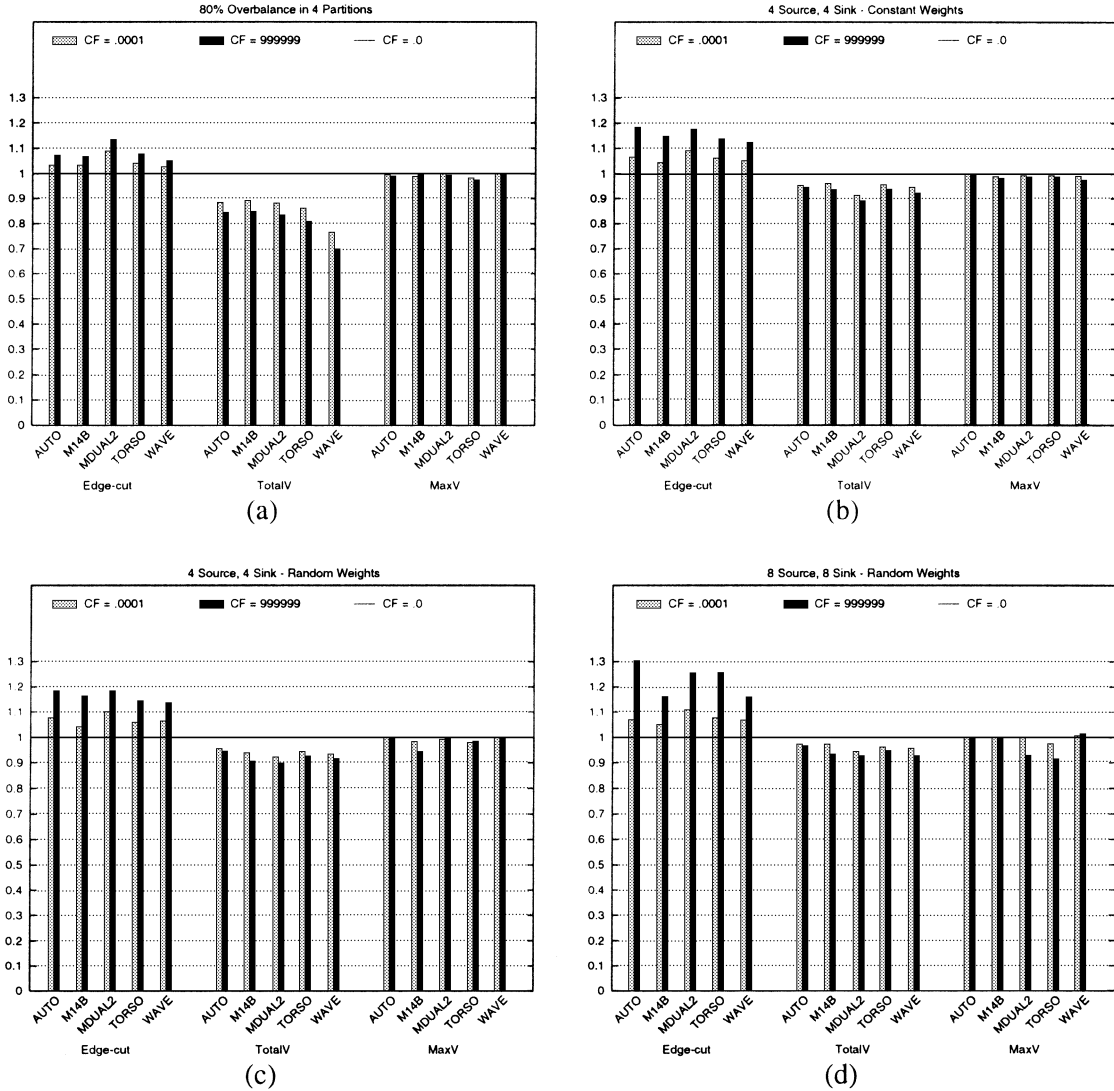 80% Overbalance in 4 Partitions
CF = .0001 CF = 999999 CF = .0
1.3
1.2
1.1
1
0.9
0.8
0.7
0.6
0.5
0.4
0.3
0.2
0.1
0
AUTO M14B MDUAL2 TORSO WAVE AUTO M14B MDUAL2 TORSO WAVE AUTO M14B MDUAL2 TORSO WAVE
Edge-cut TotalV MaxV
(a)
4 Source, 4 Sink - Constant Weights
CF = .0001 CF = 999999 CF = .0
1.3
1.2
1.1
1
0.9
0.8
0.7
0.6
0.5
0.4
0.3
0.2
0.1
0
AUTO M14B MDUAL2 TORSO WAVE AUTO M14B MDUAL2 TORSO WAVE AUTO M14B MDUAL2 TORSO WAVE
Edge-cut TotalV MaxV
(b)
4 Source, 4 Sink - Random Weights
CF = .0001 CF = 999999 CF = .0
1.3
1.2
1.1
1
0.9
0.8
0.7
0.6
0.5
0.4
0.3
0.2
0.1
0
AUTO M14B MDUAL2 TORSO WAVE AUTO M14B MDUAL2 TORSO WAVE AUTO M14B MDUAL2 TORSO WAVE
Edge-cut TotalV MaxV
(c)
8 Source, 8 Sink - Random Weights
CF = .0001 CF = 999999 CF = .0
1.3
1.2
1.1
1
0.9
0.8
0.7
0.6
0.5
0.4
0.3
0.2
0.1
0
AUTO M14B MDUAL2 TORSO WAVE AUTO M14B MDUAL2 TORSO WAVE AUTO M14B MDUAL2 TORSO WAVE
Edge-cut TotalV MaxV
(d)